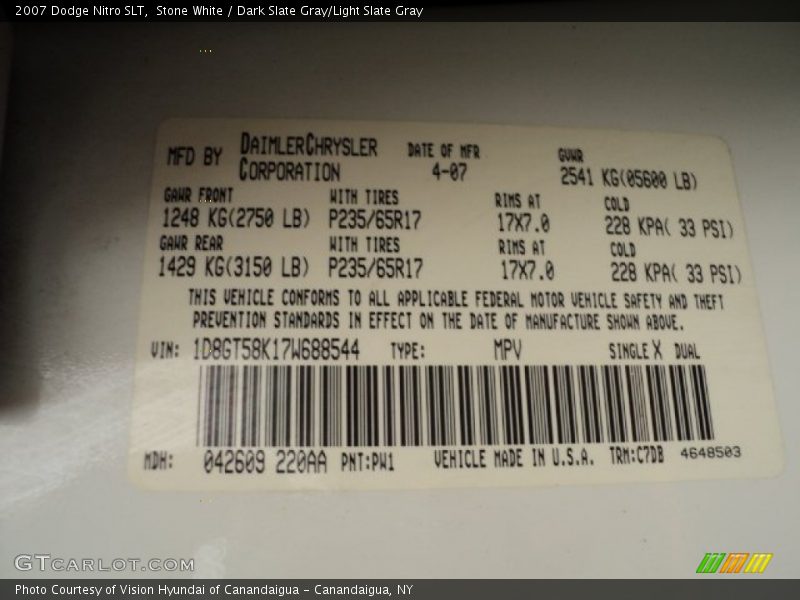 2007 Dodge Nitro SLT,  Stone White / Dark Slate Gray/Light Slate Gray
MFD BY DAIMLERCHRYSLER CORPORATION DATE OF MFR 4-07 GVWR 2541 KG(05600 LB)
GAWR FRONT WITH TIRES RIMS AT COLD
1248 KG(2750 LB) P235/65R17 17X7.0 228 KPA( 33 PSI)
GAWR REAR WITH TIRES RIMS AT COLD
1429 KG(3150 LB) P235/65R17 17X7.0 228 KPA( 33 PSI)
THIS VEHICLE CONFORMS TO ALL APPLICABLE FEDERAL MOTOR VEHICLE SAFETY AND THEFT
PREVENTION STANDARDS IN EFFECT ON THE DATE OF MANUFACTURE SHOWN ABOVE.
VIN: 1D8GT58K17W688544 TYPE: MPV SINGLE X DUAL
MDH: 042609 220AA PNT:PW1 VEHICLE MADE IN U.S.A. TRM:C7DB 4648503
GTCARLOT.COM
Photo Courtesy of Vision Hyundai of Canandaigua - Canandaigua, NY